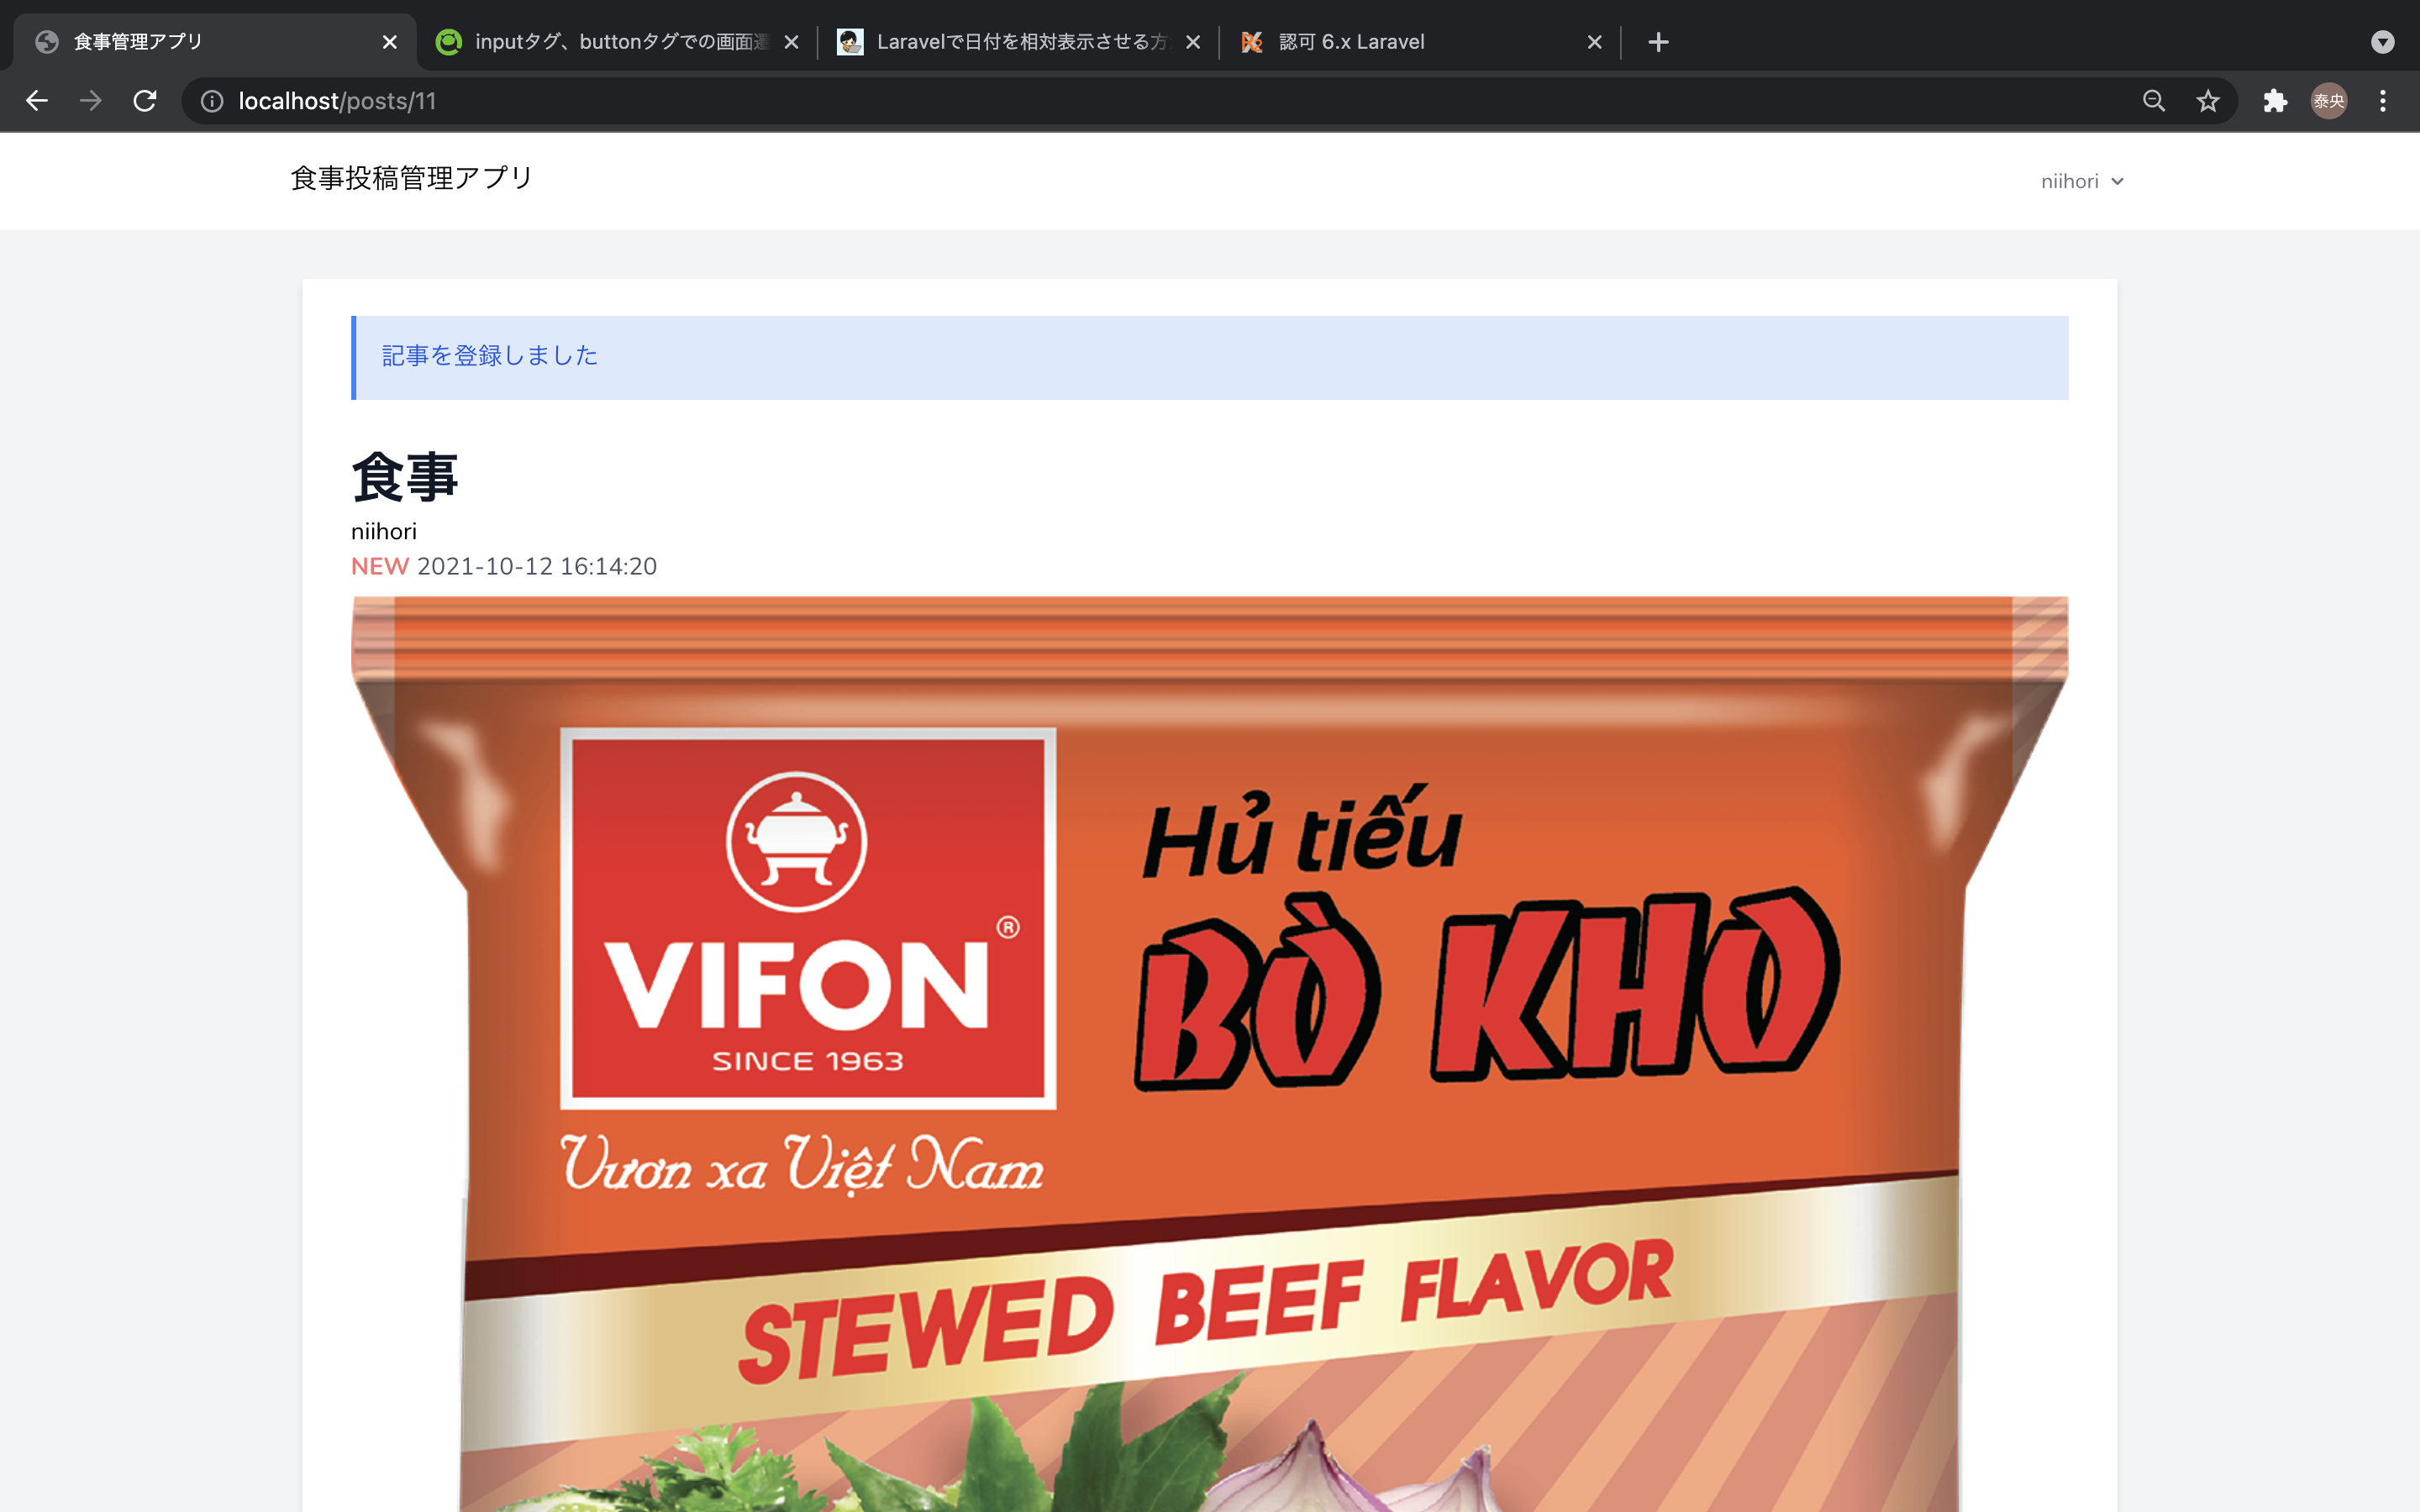 食事管理アプリ
inputタグ、buttonタグでの画面遷
Laravelで日付を相対表示させる方
認可 6.x Laravel
localhost/posts/11
泰央
食事投稿管理アプリ
niihori
記事を登録しました
食事
niihori
NEW 2021-10-12 16:14:20
Hủ tiếu
BÒ KHO
VIFON®
SINCE 1963
Vươn xa Việt Nam
STEWED BEEF FLAVOR